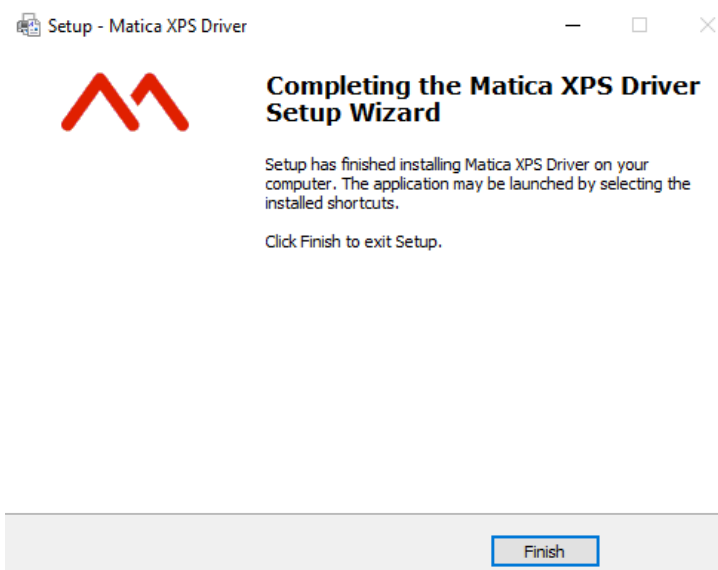 Setup - Matica XPS Driver
Completing the Matica XPS Driver
Setup Wizard
Setup has finished installing Matica XPS Driver on your
computer. The application may be launched by selecting the
installed shortcuts.
Click Finish to exit Setup.
Finish